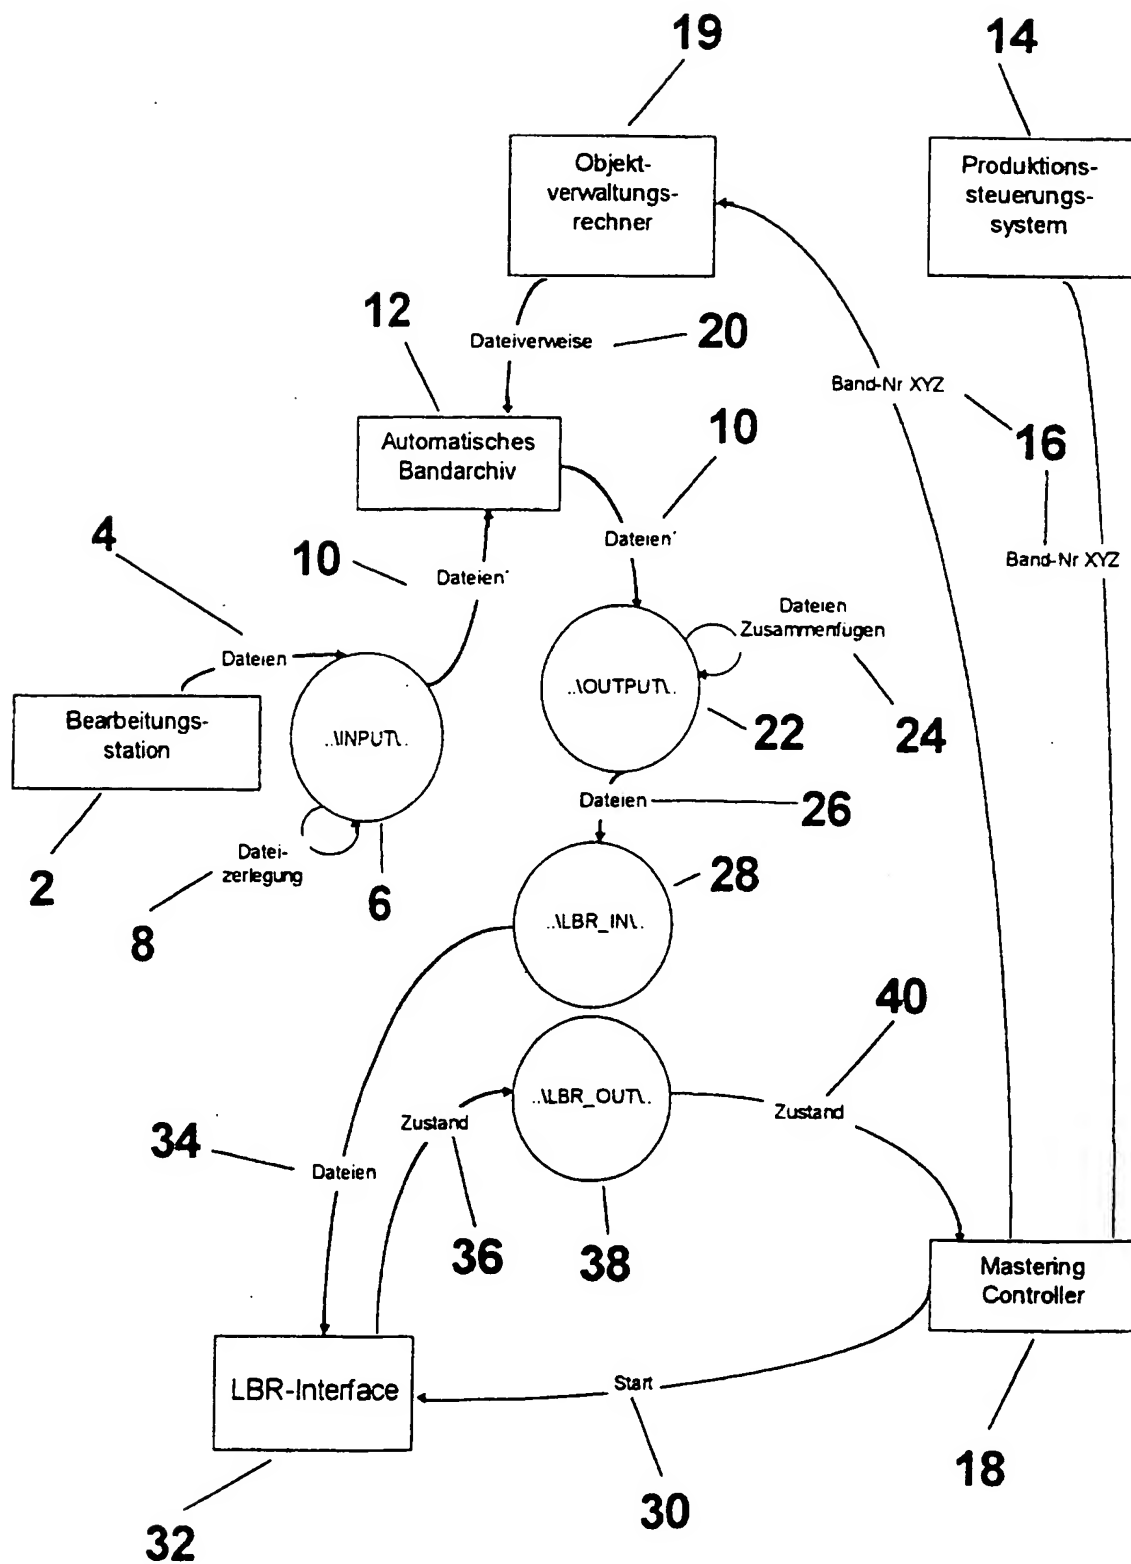 19
14
Objekt-
verwaltungs-
rechner
Produktions-
steuerungs-
system
12
Dateiverweise
20
Band-Nr XYZ
16
Automatisches
Bandarchiv
10
4
10
Dateien'
Dateien'
Band-Nr XYZ
Dateien
Zusammenfügen
Dateien
Bearbeitungs-
station
..\INPUT\..
..\OUTPUT\..
22
24
Dateien
26
Datei-
zerlegung
2
8
6
28
..\LBR_IN\..
40
..\LBR_OUT\..
Zustand
Zustand
34
Dateien
36
38
Mastering
Controller
LBR-Interface
Start
18
30
32